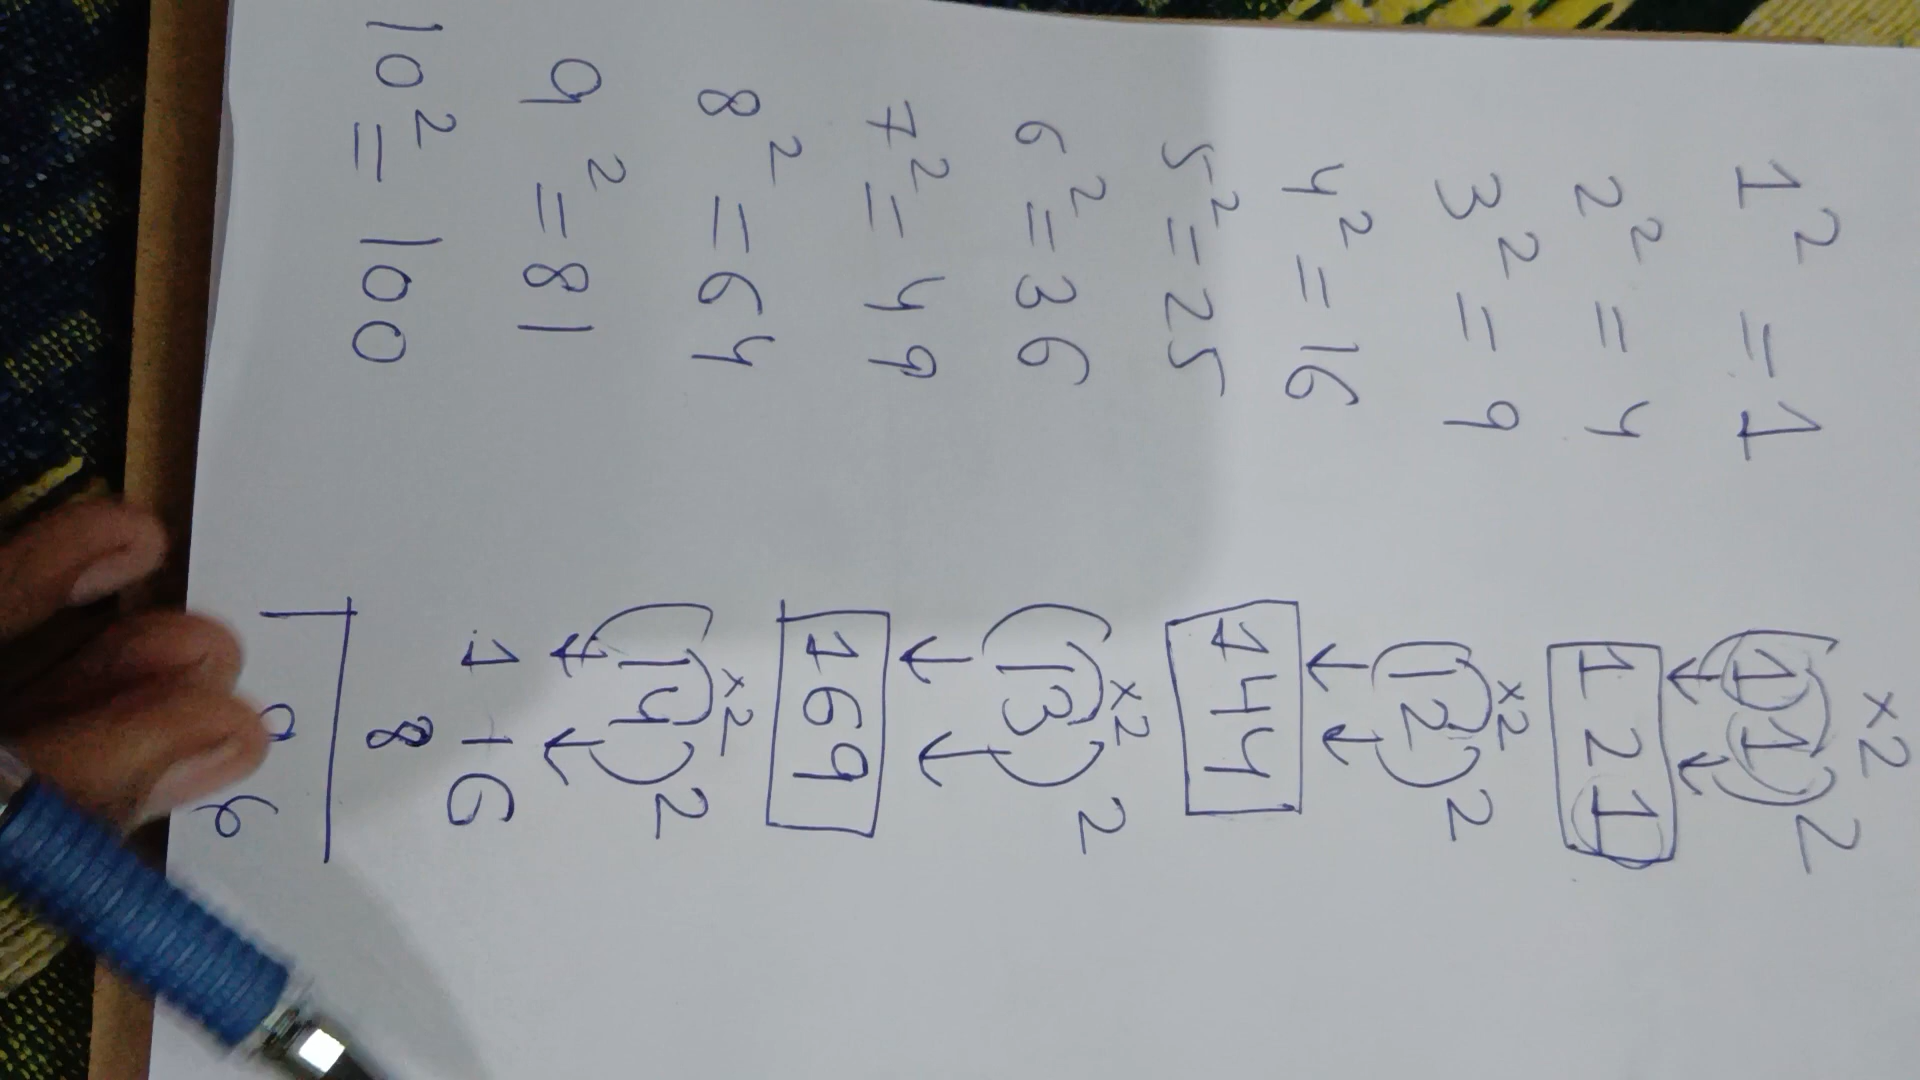 1² = 1
2² = 4
3² = 9
4² = 16
5² = 25
6² = 36
7² = 49
8² = 64
9² = 81
10² = 100
×2
(11)²
↓ ↓
121
×2
(12)²
↓ ↓
144
×2
(13)²
↓ ↓
169
×2
(14)²
↓ ↓
1 16
8
9 6